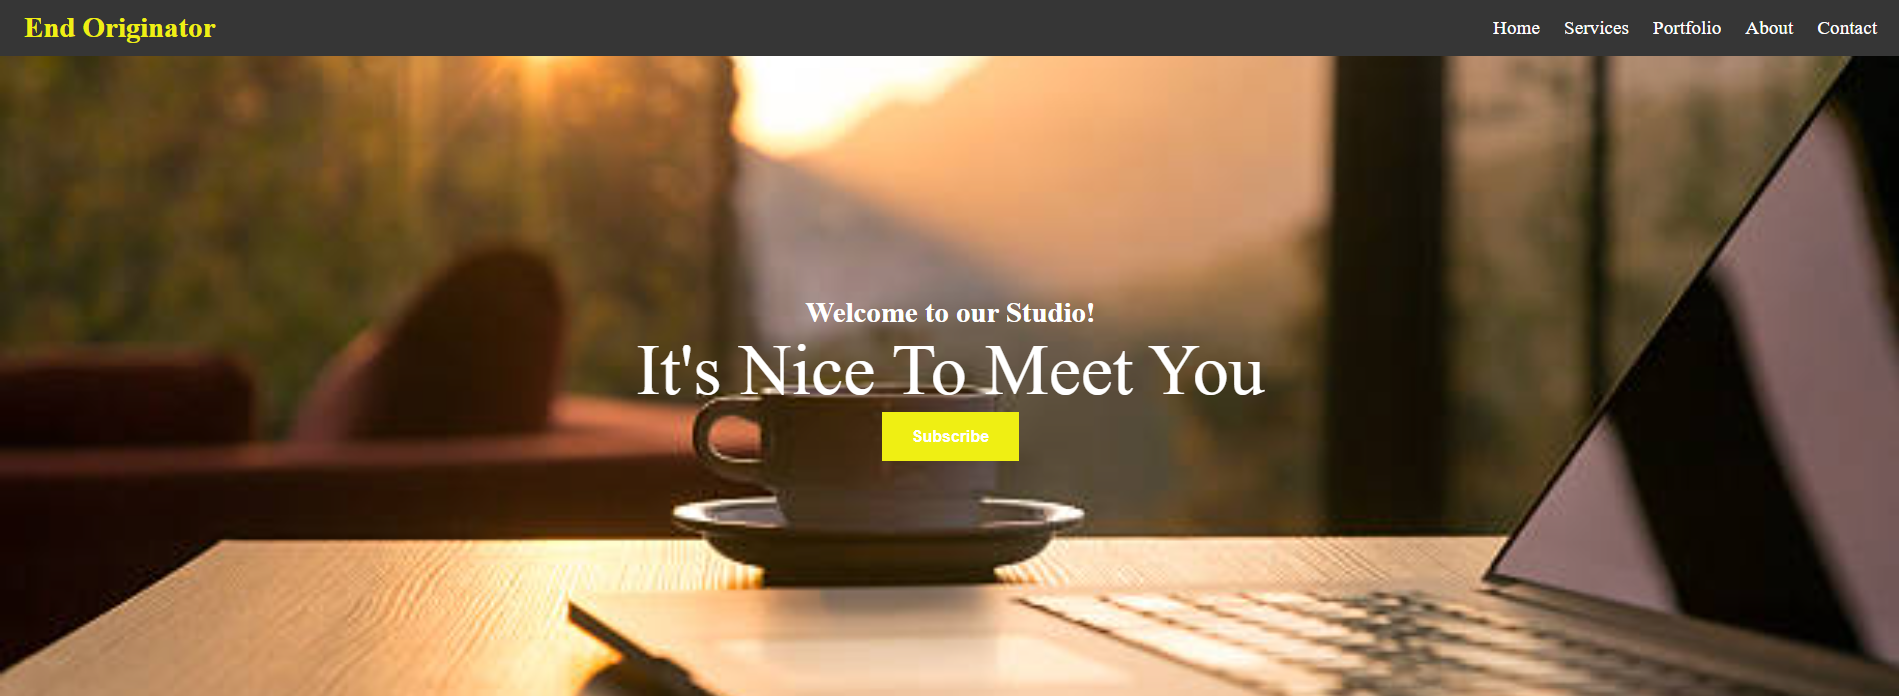 End Originator
Home Services Portfolio About Contact
Welcome to our Studio!
It's Nice To Meet You
Subscribe